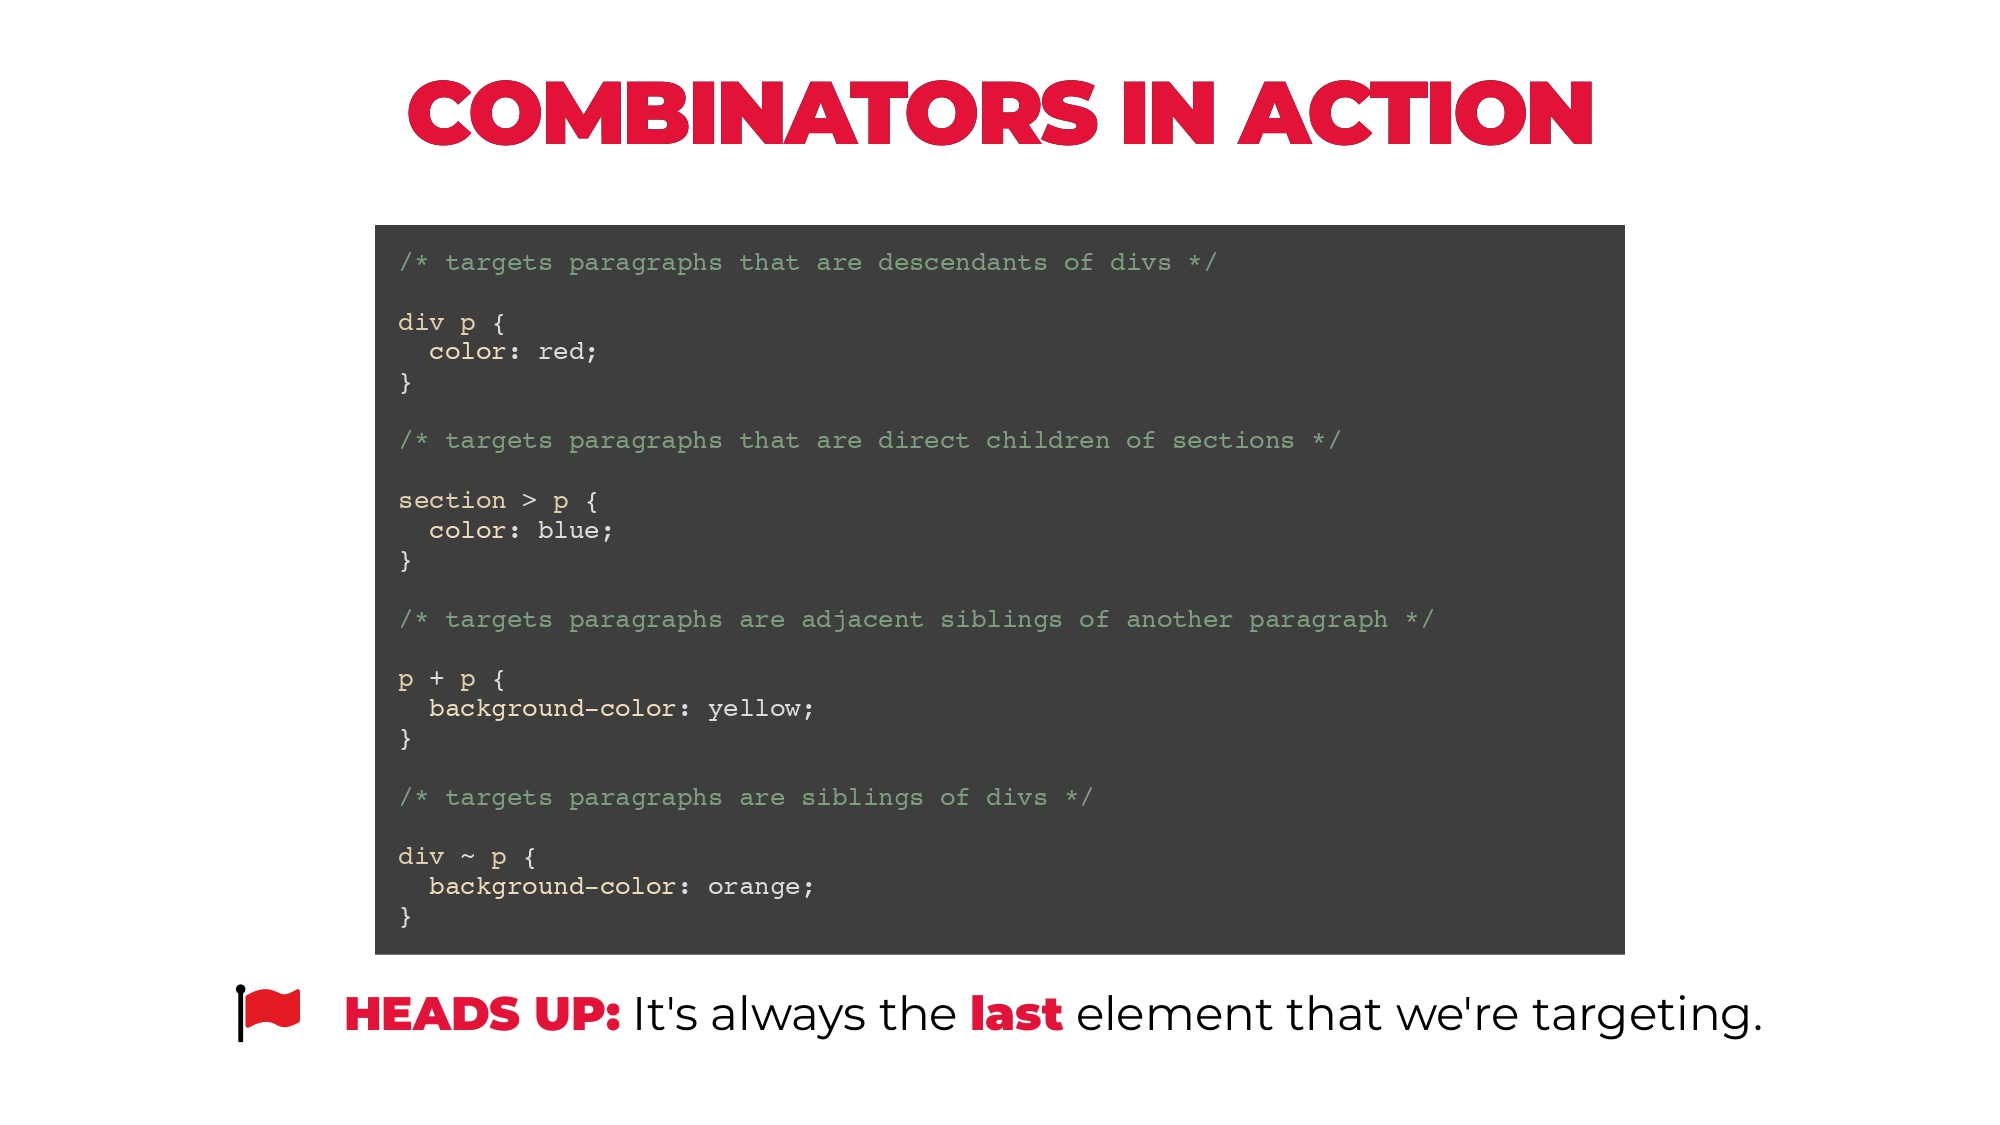 COMBINATORS IN ACTION
/* targets paragraphs that are descendants of divs */
div p {
  color: red;
}
/* targets paragraphs that are direct children of sections */
section > p {
  color: blue;
}
/* targets paragraphs are adjacent siblings of another paragraph */
p + p {
  background-color: yellow;
}
/* targets paragraphs are siblings of divs */
div ~ p {
  background-color: orange;
}
HEADS UP: It's always the last element that we're targeting.